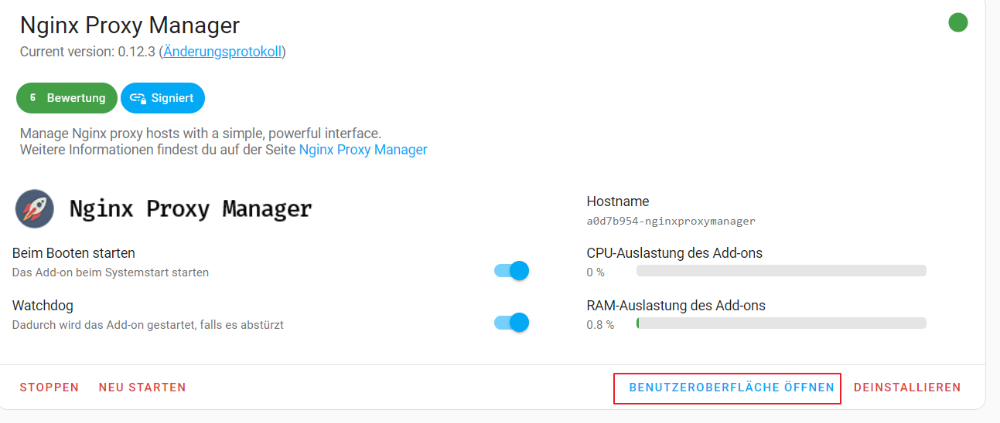 Nginx Proxy Manager
Current version: 0.12.3 (Änderungsprotokoll)
6 Bewertung
Signiert
Manage Nginx proxy hosts with a simple, powerful interface.
Weitere Informationen findest du auf der Seite Nginx Proxy Manager
Nginx Proxy Manager
Hostname
a0d7b954-nginxproxymanager
Beim Booten starten
Das Add-on beim Systemstart starten
CPU-Auslastung des Add-ons
0 %
Watchdog
Dadurch wird das Add-on gestartet, falls es abstürzt
RAM-Auslastung des Add-ons
0.8 %
STOPPEN
NEU STARTEN
BENUTZEROBERFLÄCHE ÖFFNEN
DEINSTALLIEREN